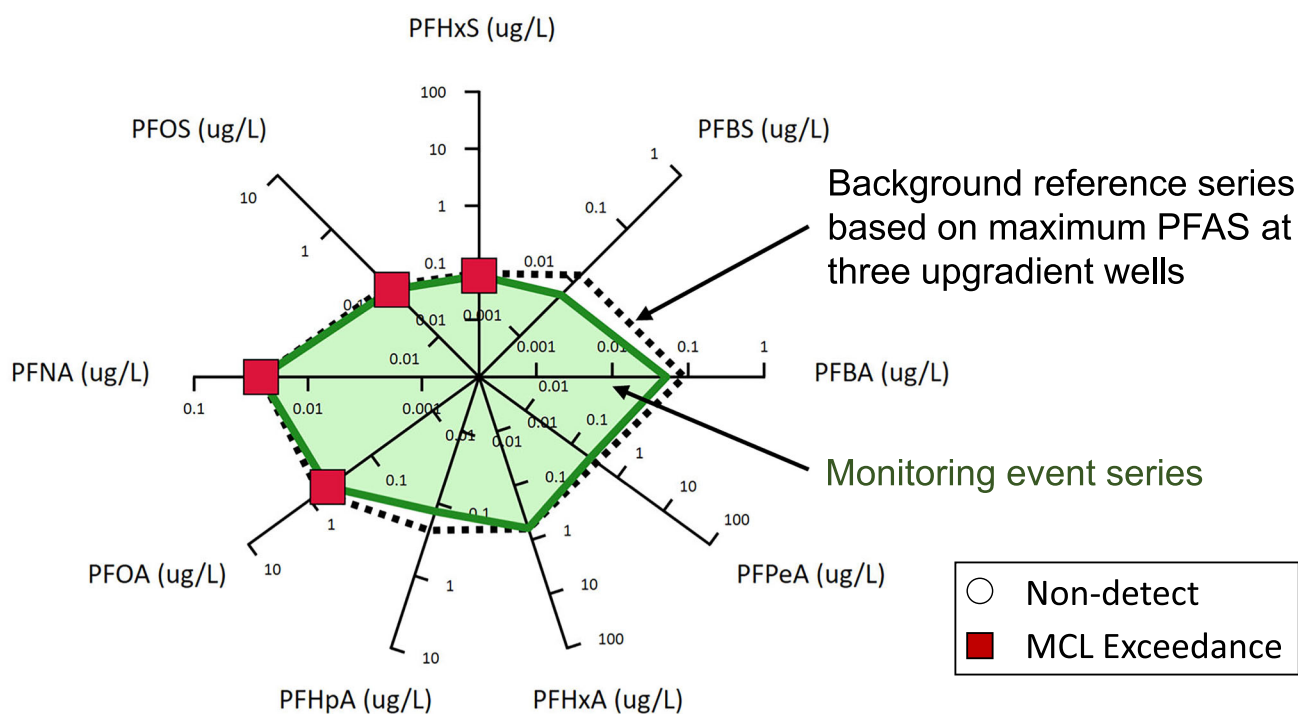 PFHxS (ug/L)
100
10
1
0.1
0.01
PFBS (ug/L)
1
0.1
0.01
0.001
PFBA (ug/L)
0.001
0.01
0.1
1
PFPeA (ug/L)
0.01
0.1
1
10
100
PFHxA (ug/L)
0.01
0.1
1
10
100
PFHpA (ug/L)
0.01
0.1
1
10
PFOA (ug/L)
0.001
0.1
1
10
PFNA (ug/L)
0.1
0.01
PFOS (ug/L)
10
1
0.1
0.01
Background reference series
based on maximum PFAS at
three upgradient wells
Monitoring event series
Non-detect
MCL Exceedance